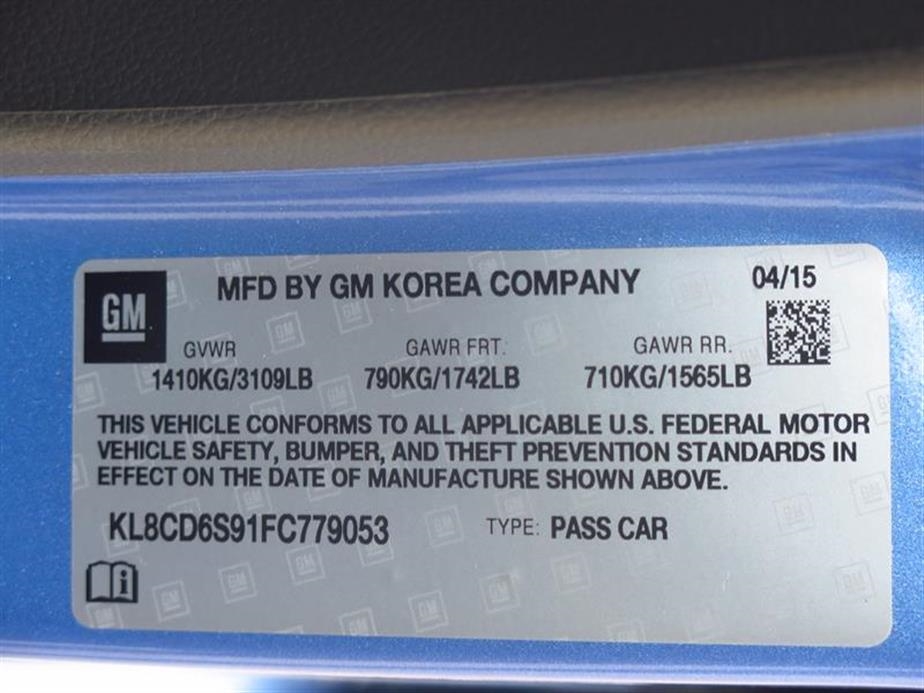 GM
MFD BY GM KOREA COMPANY
04/15
GVWR
1410KG/3109LB
GAWR FRT.
790KG/1742LB
GAWR RR.
710KG/1565LB
THIS VEHICLE CONFORMS TO ALL APPLICABLE U.S. FEDERAL MOTOR
VEHICLE SAFETY, BUMPER, AND THEFT PREVENTION STANDARDS IN
EFFECT ON THE DATE OF MANUFACTURE SHOWN ABOVE.
KL8CD6S91FC779053
TYPE: PASS CAR